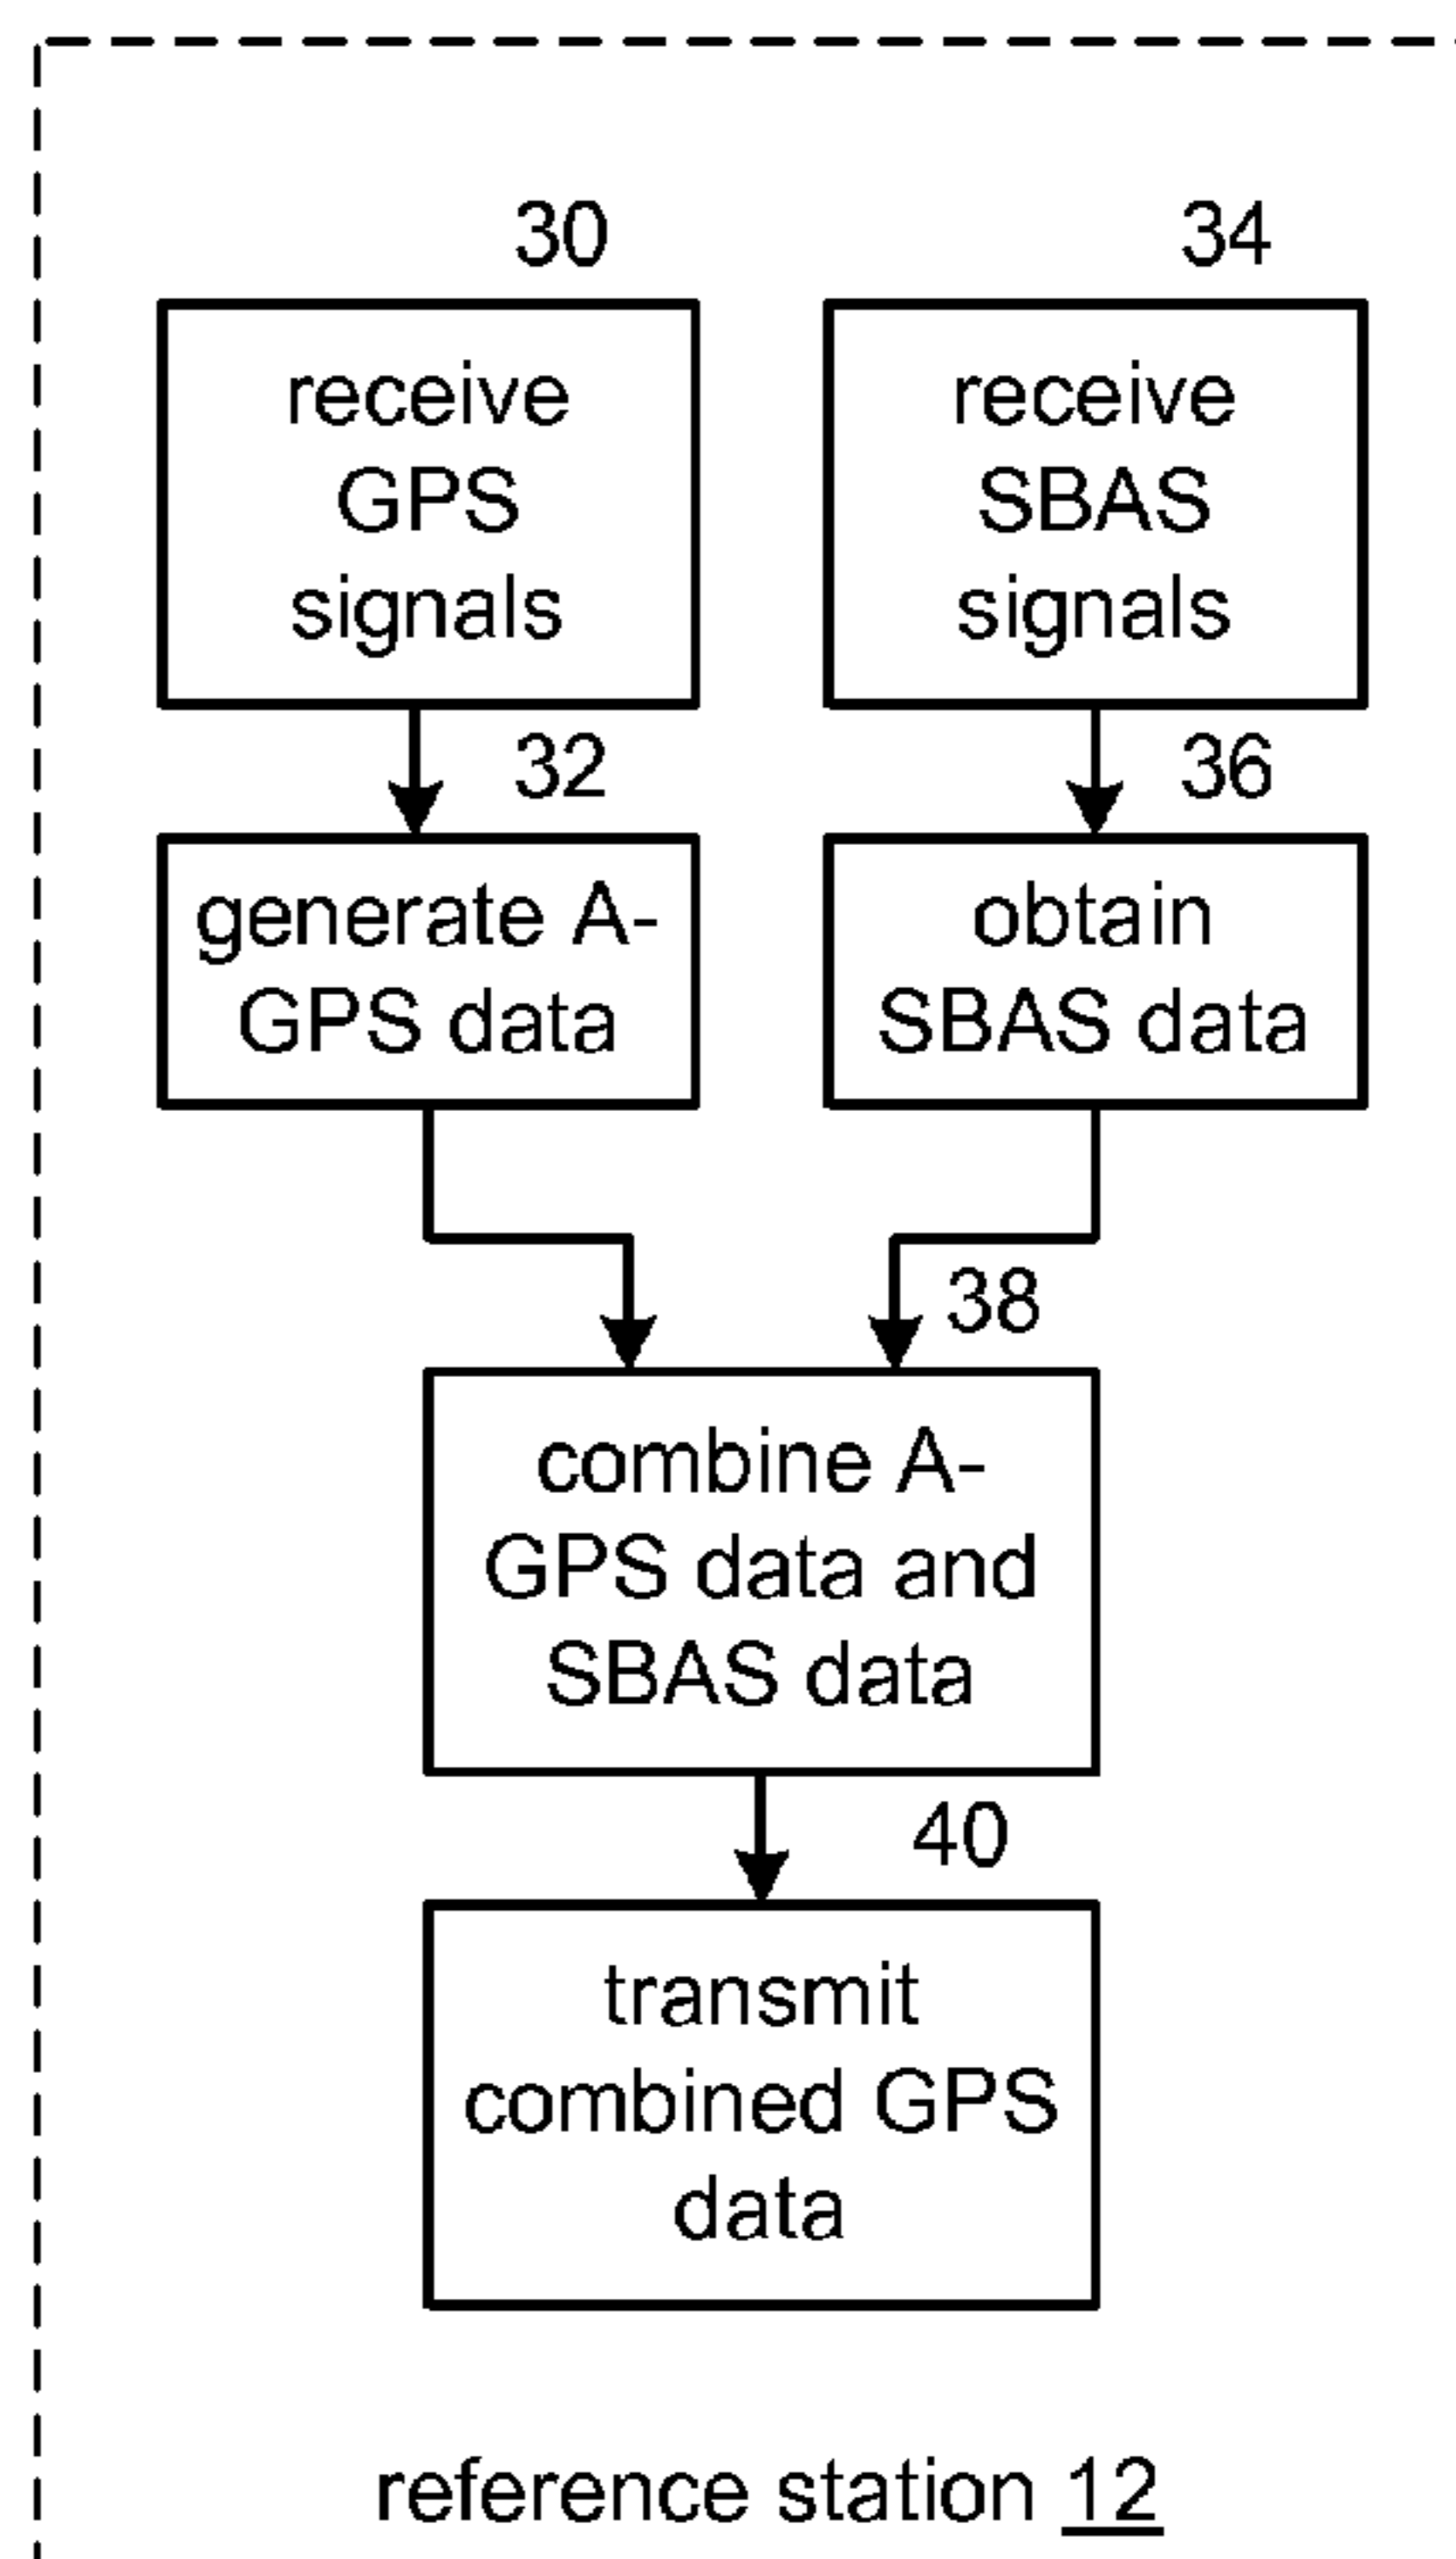 30
receive
GPS
signals
34
receive
SBAS
signals
32
generate A-
GPS data
36
obtain
SBAS data
38
combine A-
GPS data and
SBAS data
40
transmit
combined GPS
data
reference station 12